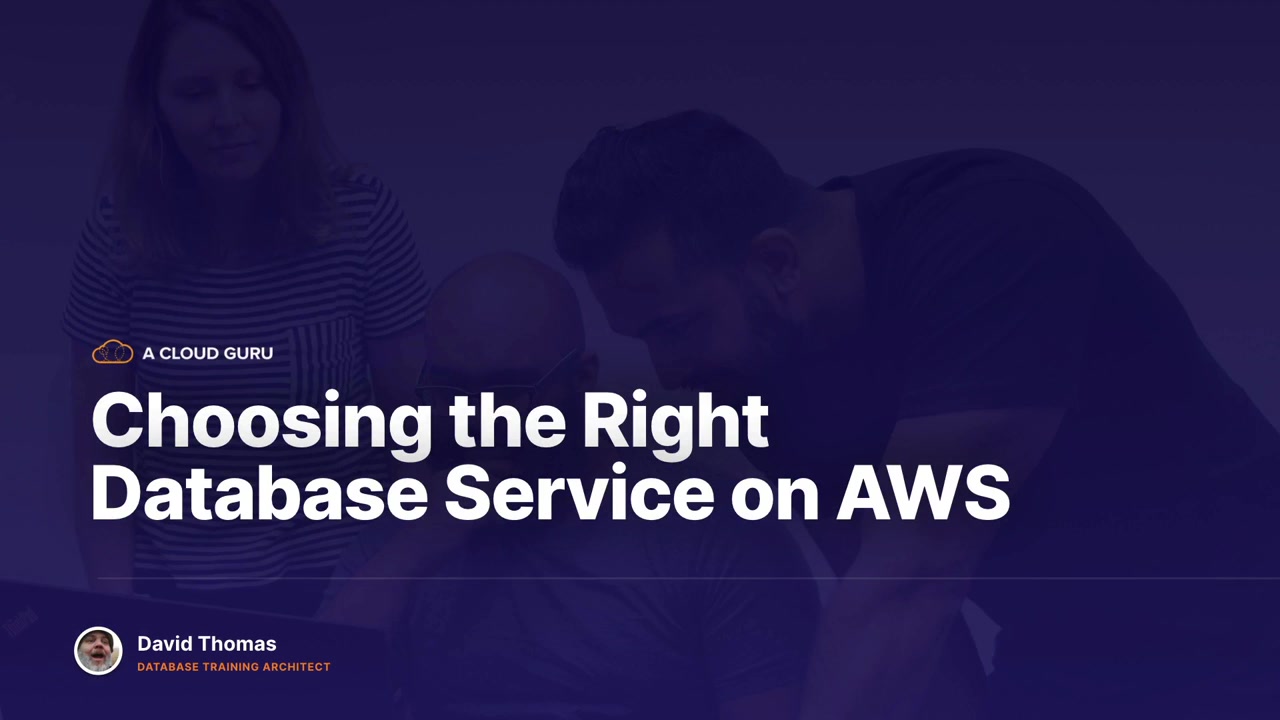 A CLOUD GURU
Choosing the Right
Database Service on AWS
David Thomas
DATABASE TRAINING ARCHITECT